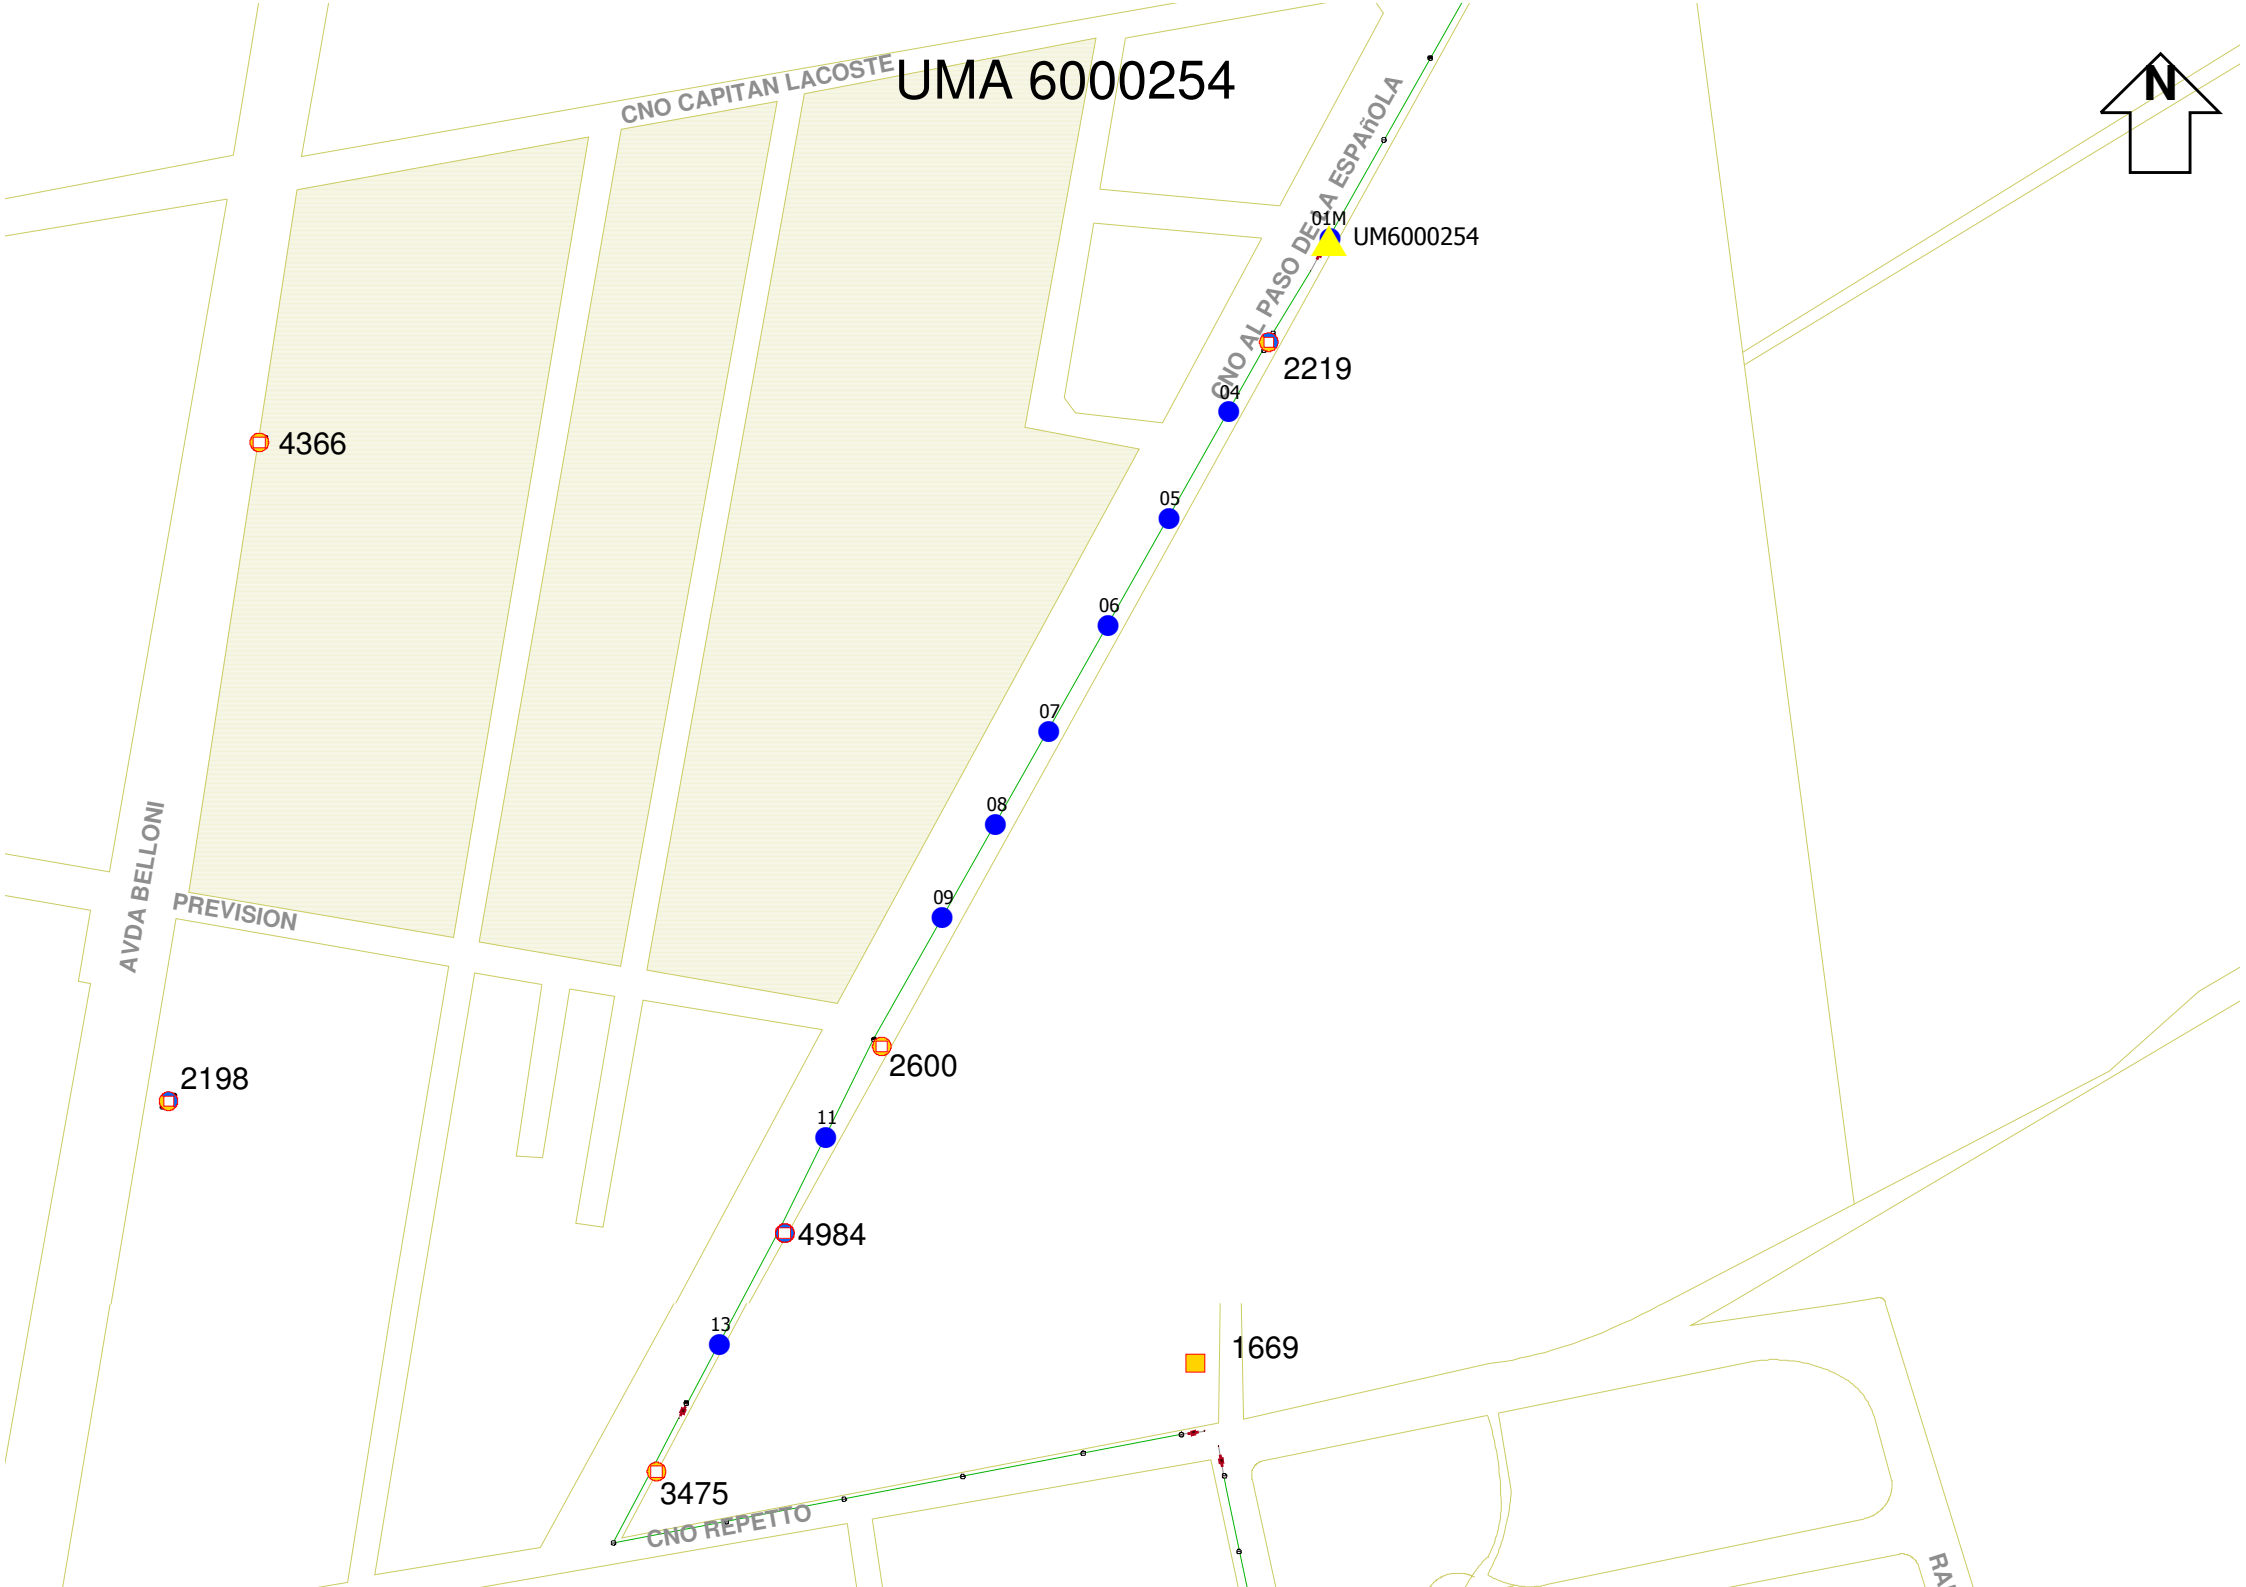 UMA 6000254
N
CNO CAPITAN LACOSTE
CNO AL PASO DE LA ESPAñOLA
01M
UM6000254
2219
04
4366
05
06
07
08
AVDA BELLONI
PREVISION
09
2600
2198
11
4984
13
1669
3475
CNO REPETTO